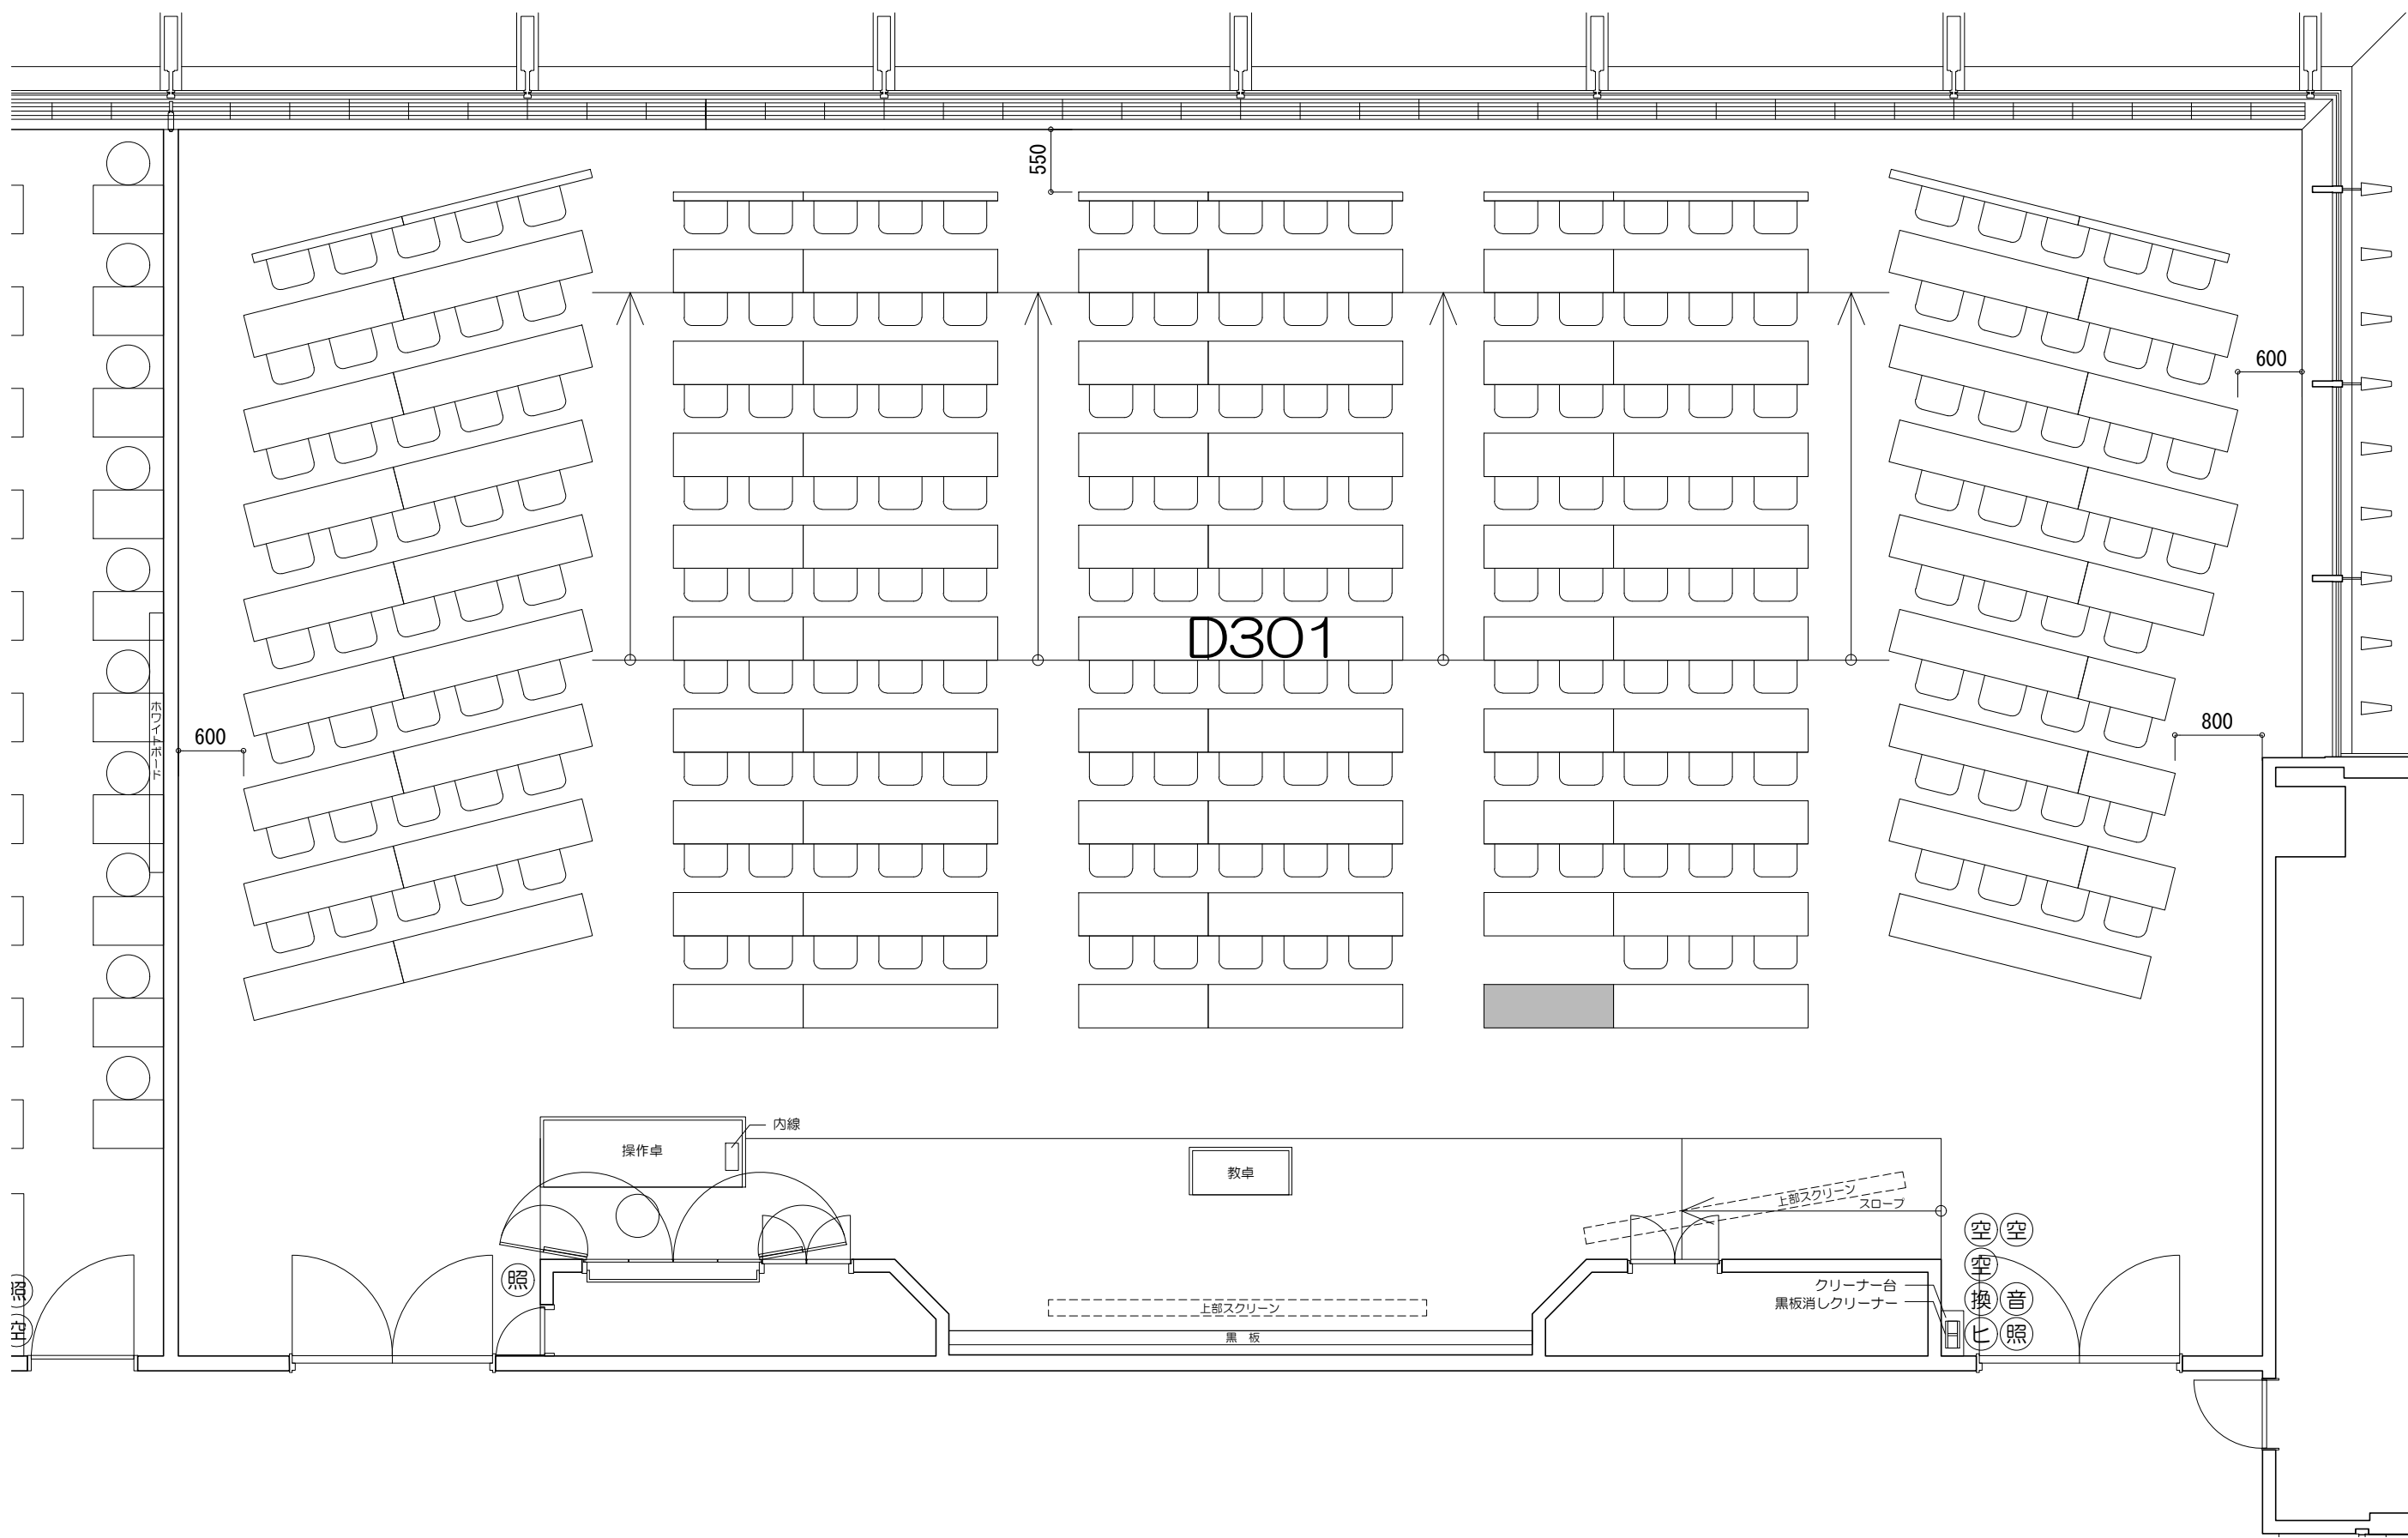 550
600
D301
ホワイトボード
600
800
内線
操作卓
教卓
上部スクリーン
スロープ
空 空
照
空
照
クリーナー台
換 音
黒板消しクリーナー
上部スクリーン
空
ヒ 照
黒 板